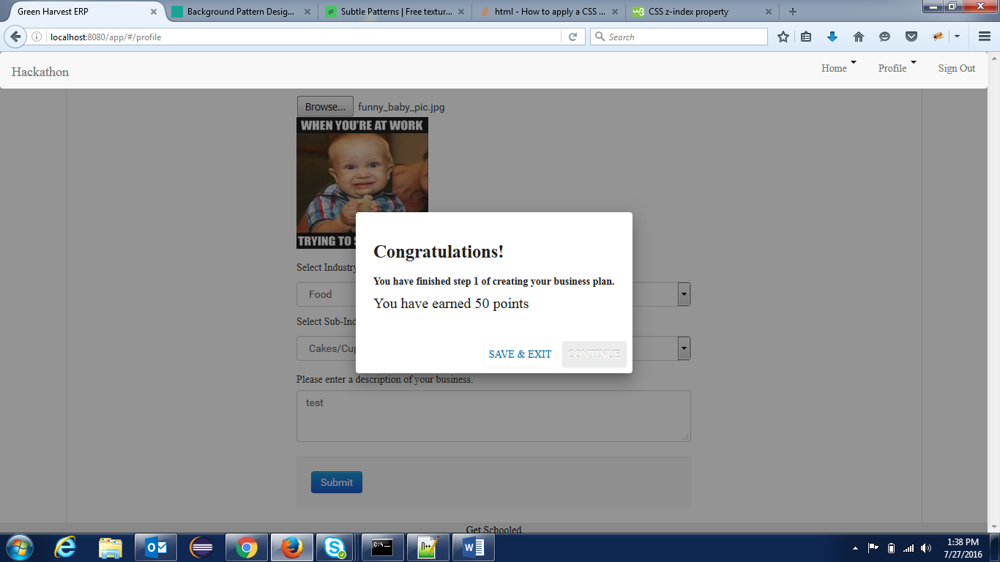 Green Harvest ERP
Background Pattern Desig...
Subtle Patterns | Free textur...
html - How to apply a CSS ...
CSS z-index property
localhost:8080/app/#/profile
Search
Hackathon
Home
Profile
Sign Out
Browse...
funny_baby_pic.jpg
WHEN YOU'RE AT WORK
TRYING TO S
Select Industry
Food
Select Sub-Ind
Cakes/Cup
Congratulations!
You have finished step 1 of creating your business plan.
You have earned 50 points
SAVE & EXIT
CONTINUE
Please enter a description of your business.
test
Submit
Get Schooled
1:38 PM
7/27/2016